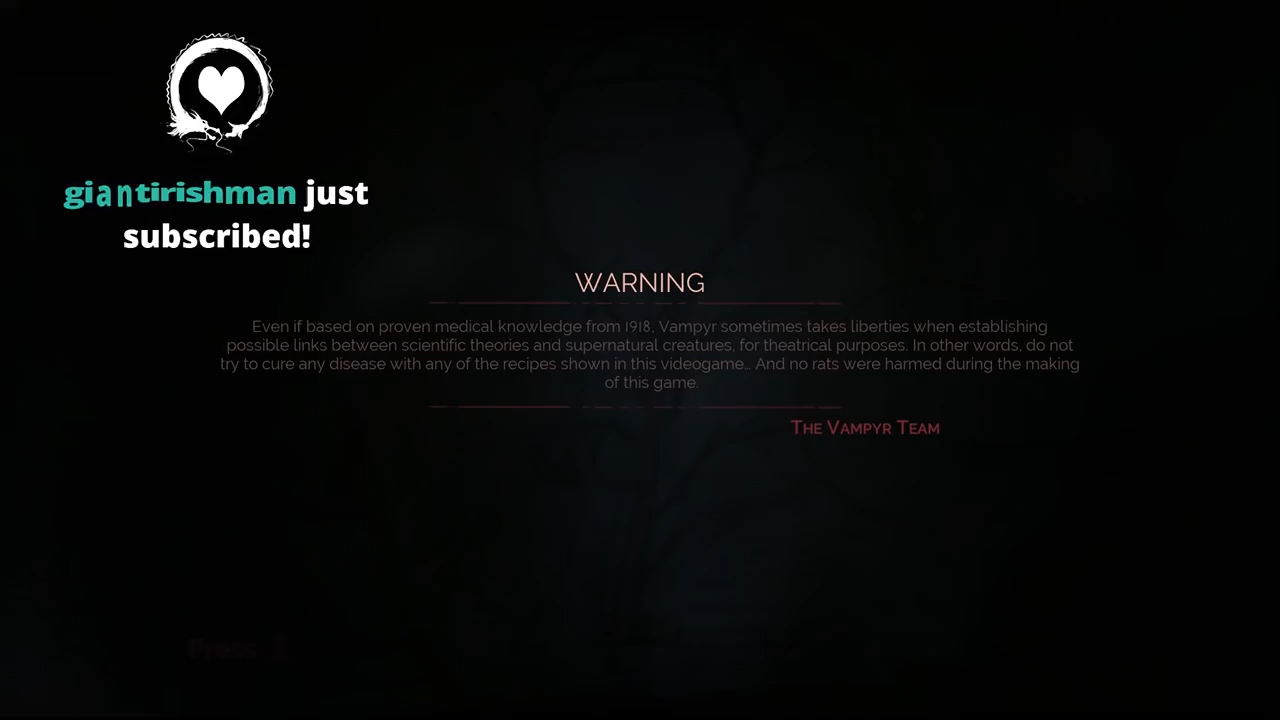 giantirishman just
subscribed!
WARNING
Even if based on proven medical knowledge from 1918, Vampyr sometimes takes liberties when establishing
possible links between scientific theories and supernatural creatures, for theatrical purposes. In other words, do not
try to cure any disease with any of the recipes shown in this videogame... And no rats were harmed during the making
of this game.
THE VAMPYR TEAM
Press